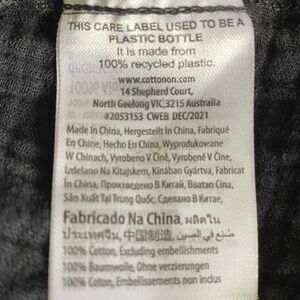 THIS CARE LABEL USED TO BE A
PLASTIC BOTTLE
It is made from
100% recycled plastic.
www.cottonon.com
14 Shepherd Court,
North Geelong VIC,3215 Australia
#2053153 CWEB DEC/2021
Made In China, Hergestellt In China, Fabriqué
En Chine, Hecho En China, Wyprodukowane
W Chinach, Vyrobeno V Číně, Vyrobené V Číne,
Izdelano Na Kitajskem, Kínában Gyártva, Fabricat
În China, Произведено В Китай, Buatan Cina,
Sản Xuất Tại Trung Quốc, Сделано В Китае,
Fabricado Na China, ผลิตใน
ประเทศจีน, 中国制造, صُنع في الصين
100% Cotton, Excluding embellishments
100% Baumwolle, Ohne verzierungen
100% Coton, Embellissements non inclus